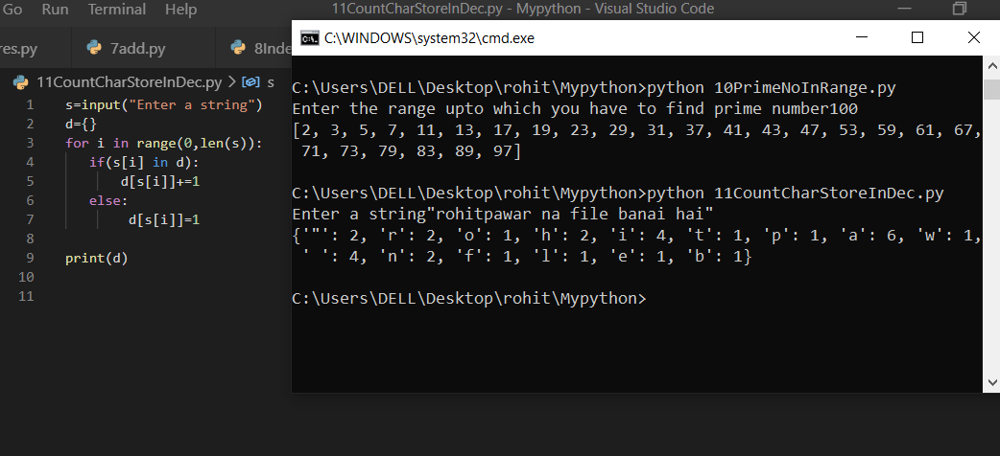 Go Run Terminal Help 11CountCharStoreInDec.py - Mypython - Visual Studio Code
res.py 7add.py 8Inde
11CountCharStoreInDec.py > s
1 s=input("Enter a string")
2 d={}
3 for i in range(0,len(s)):
4 if(s[i] in d):
5 d[s[i]]+=1
6 else:
7 d[s[i]]=1
8
9 print(d)
10
11
C:\WINDOWS\system32\cmd.exe
C:\Users\DELL\Desktop\rohit\Mypython>python 10PrimeNoInRange.py
Enter the range upto which you have to find prime number100
[2, 3, 5, 7, 11, 13, 17, 19, 23, 29, 31, 37, 41, 43, 47, 53, 59, 61, 67,
71, 73, 79, 83, 89, 97]
C:\Users\DELL\Desktop\rohit\Mypython>python 11CountCharStoreInDec.py
Enter a string"rohitpawar na file banai hai"
{'"': 2, 'r': 2, 'o': 1, 'h': 2, 'i': 4, 't': 1, 'p': 1, 'a': 6, 'w': 1,
' ': 4, 'n': 2, 'f': 1, 'l': 1, 'e': 1, 'b': 1}
C:\Users\DELL\Desktop\rohit\Mypython>